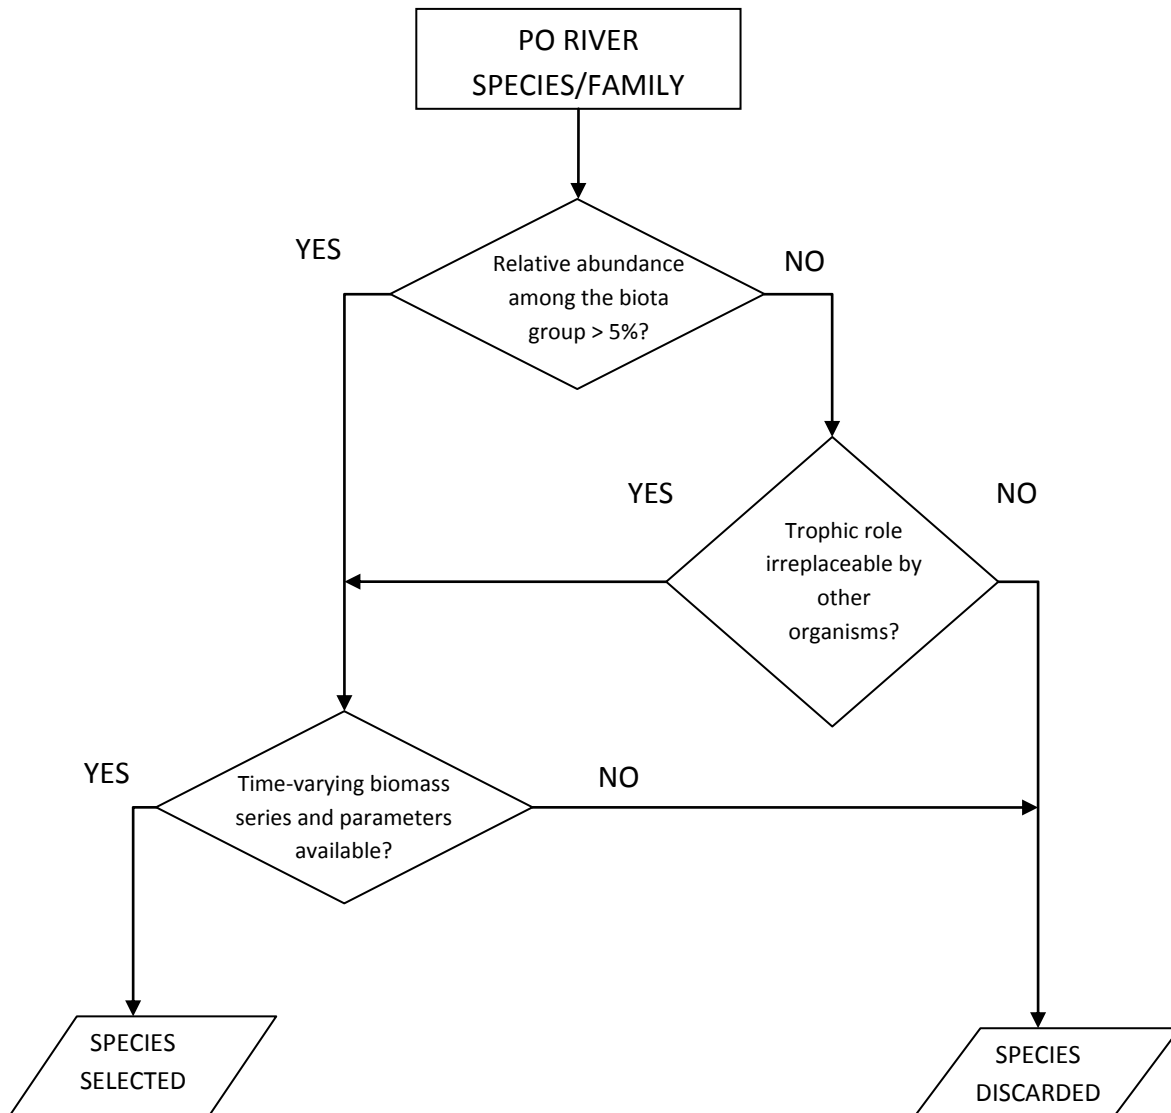 PO RIVER
SPECIES/FAMILY
YES
Relative abundance
among the biota
group > 5%?
NO
YES
Trophic role
irreplaceable by
other
organisms?
NO
YES
Time-varying biomass
series and parameters
available?
NO
SPECIES
SELECTED
SPECIES
DISCARDED